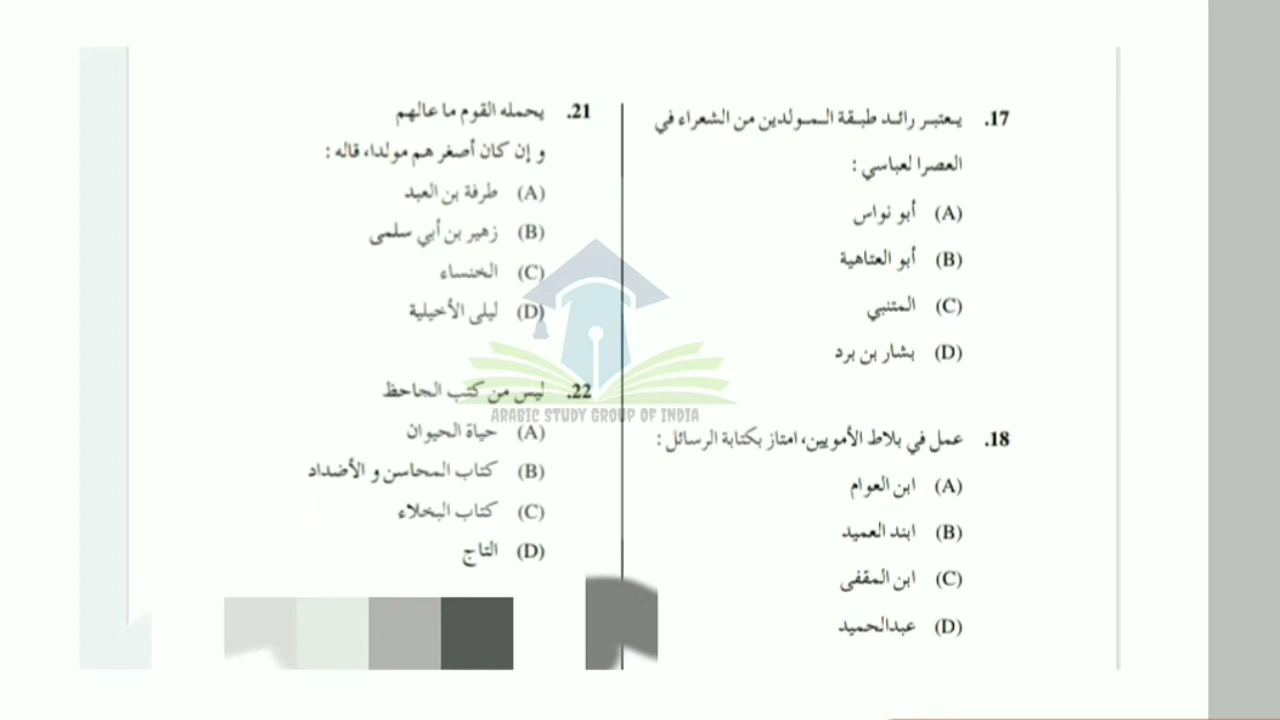 17. يعتبر رائد طبقة المولدين من الشعراء في
العصرا لعباسي :
(A) أبو نواس
(B) أبو العتاهية
(C) المتنبي
(D) بشار بن برد
18. عمل في بلاط الأمويين، امتاز بكتابة الرسائل :
(A) ابن العوام
(B) ابند العميد
(C) ابن المقفى
(D) عبدالحميد
21. يحمله القوم ما عالهم
و إن كان أصغر هم مولدا، قاله :
(A) طرفة بن العبد
(B) زهير بن أبي سلمى
(C) الخنساء
(D) ليلى الأخيلية
22. ليس من كتب الجاحظ
(A) حياة الحيوان
(B) كتاب المحاسن و الأضداد
(C) كتاب البخلاء
(D) التاج
ARABIC STUDY GROUP OF INDIA